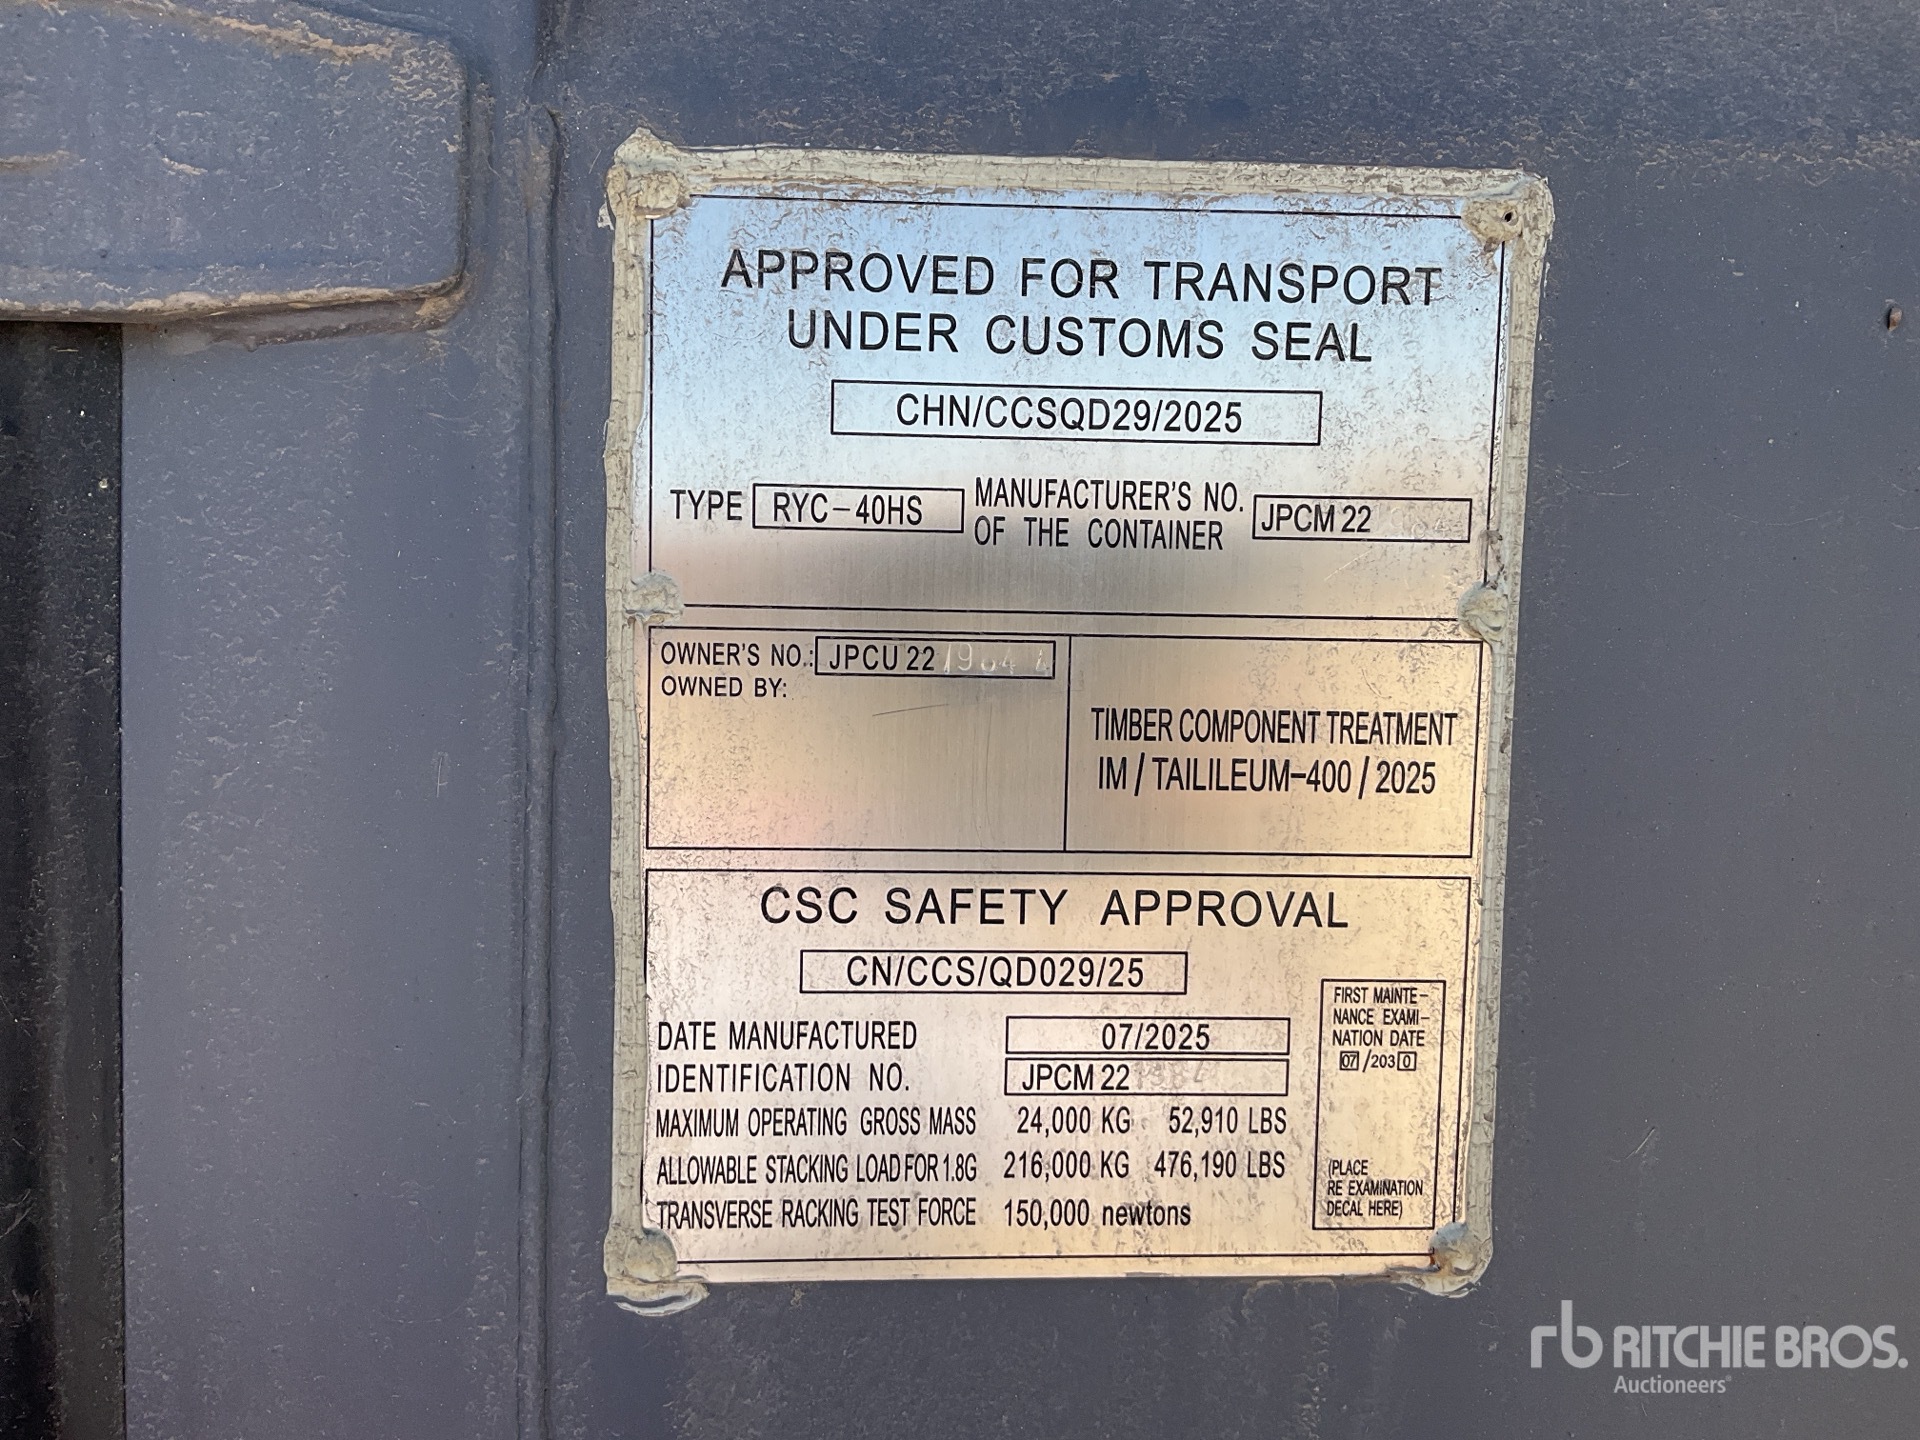 APPROVED FOR TRANSPORT
UNDER CUSTOMS SEAL
CHN/CCSQD29/2025
TYPE RYC-40HS MANUFACTURER'S NO. OF THE CONTAINER JPCM 22
OWNER'S NO.: JPCU 22
OWNED BY:
TIMBER COMPONENT TREATMENT
IM / TAILILEUM-400 / 2025
CSC SAFETY APPROVAL
CN/CCS/QD029/25
DATE MANUFACTURED 07/2025
IDENTIFICATION NO. JPCM 22
MAXIMUM OPERATING GROSS MASS 24,000 KG 52,910 LBS
ALLOWABLE STACKING LOAD FOR 1.8G 216,000 KG 476,190 LBS
TRANSVERSE RACKING TEST FORCE 150,000 newtons
FIRST MAINTE-
NANCE EXAMI-
NATION DATE
07/2030
(PLACE
RE EXAMINATION
DECAL HERE)
rb RITCHIE BROS.
Auctioneers